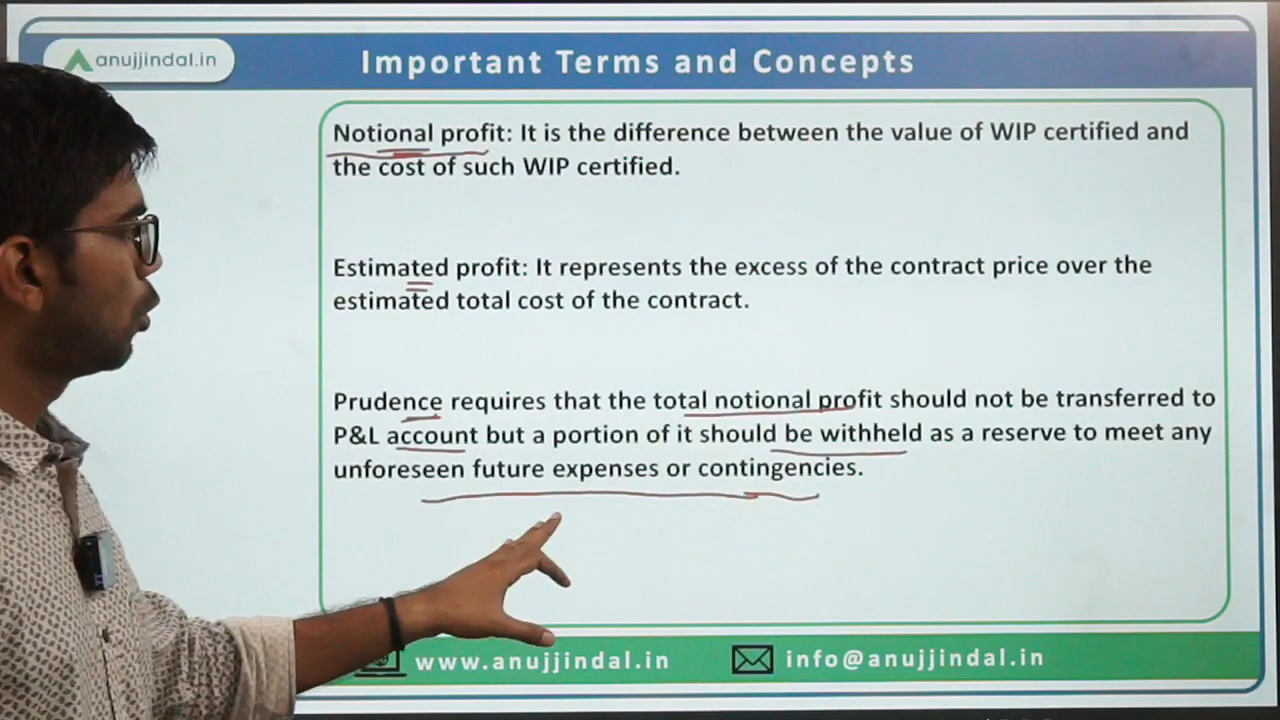 anujjindal.in
Important Terms and Concepts
Notional profit: It is the difference between the value of WIP certified and
the cost of such WIP certified.
Estimated profit: It represents the excess of the contract price over the
estimated total cost of the contract.
Prudence requires that the total notional profit should not be transferred to
P&L account but a portion of it should be withheld as a reserve to meet any
unforeseen future expenses or contingencies.
www.anujjindal.in
info@anujjindal.in